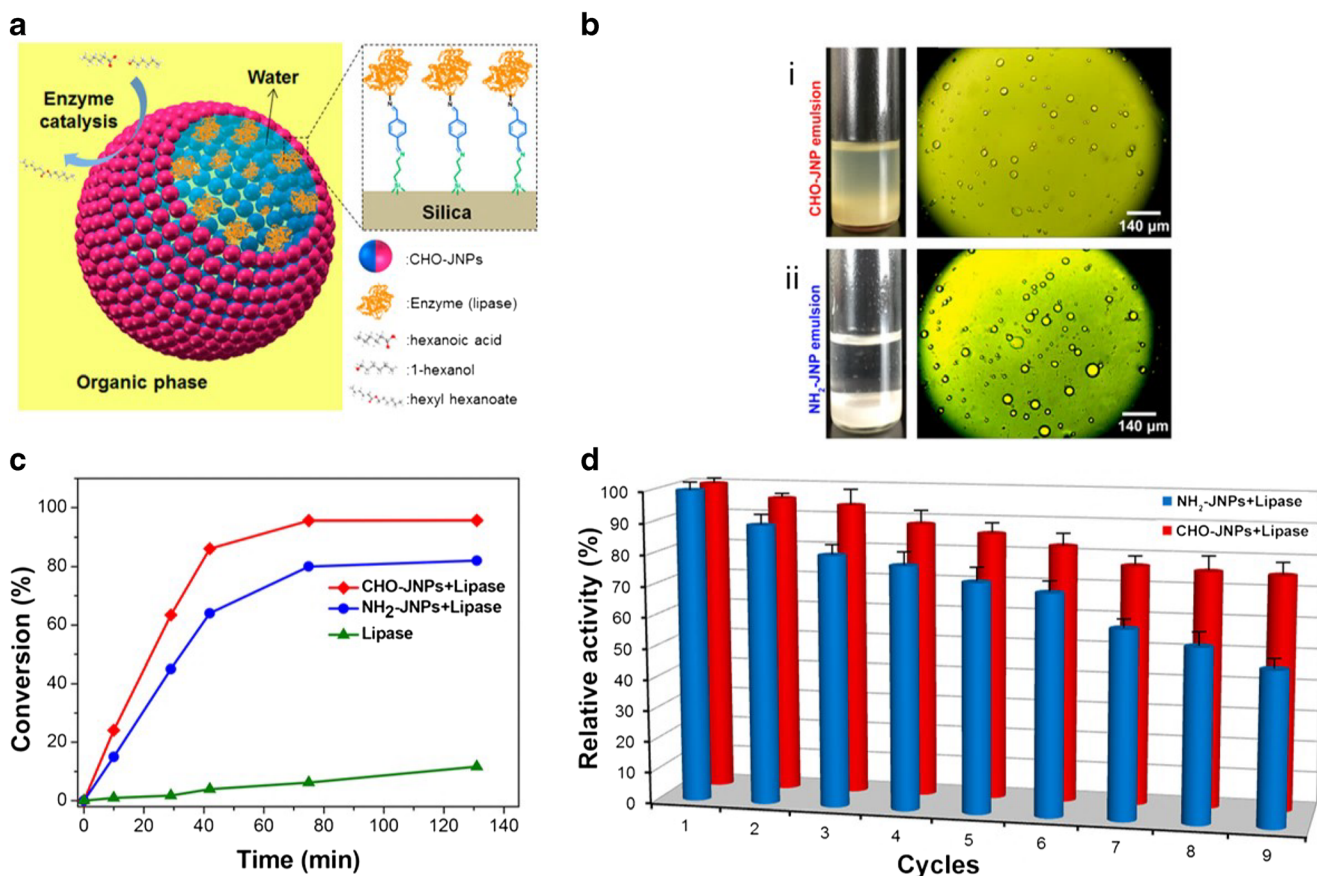 a
Water
Enzyme
catalysis
Organic phase
Silica
:CHO-JNPs
:Enzyme (lipase)
:hexanoic acid
:1-hexanol
:hexyl hexanoate
b
i
CHO-JNP emulsion
140 µm
ii
NH₂-JNP emulsion
140 µm
c
Conversion (%)
100
80
60
40
20
0
0 20 40 60 80 100 120 140
Time (min)
CHO-JNPs+Lipase
NH₂-JNPs+Lipase
Lipase
d
Relative activity (%)
100
90
80
70
60
50
40
30
20
10
0
1 2 3 4 5 6 7 8 9
Cycles
NH₂-JNPs+Lipase
CHO-JNPs+Lipase